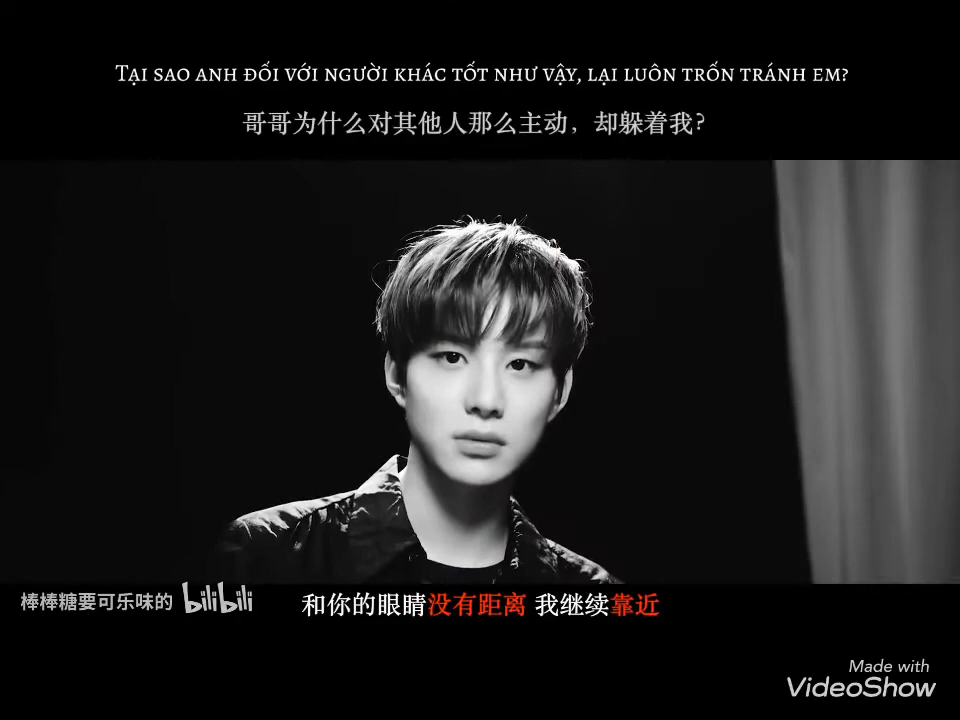 Tại sao anh đối với người khác tốt như vậy, lại luôn trốn tránh em?
哥哥为什么对其他人那么主动，却躲着我？
棒棒糖要可乐味的 bilibili
和你的眼睛没有距离 我继续靠近
Made with
VideoShow